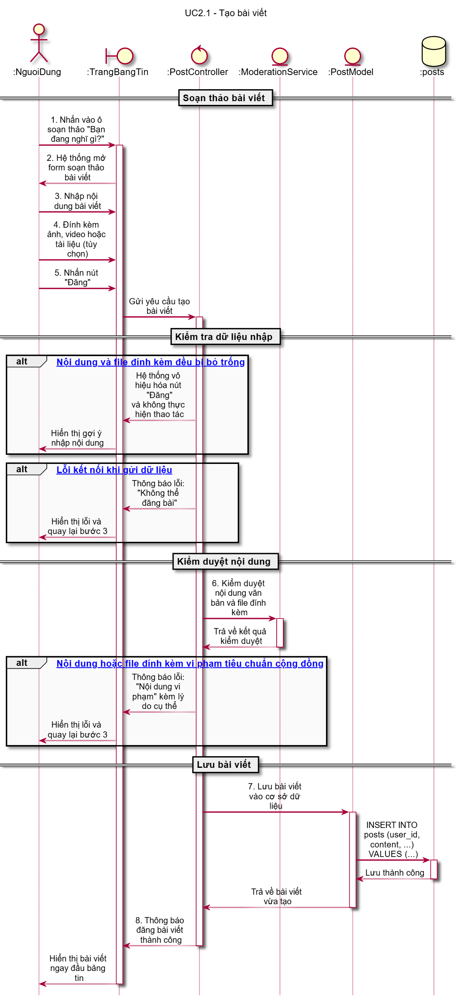 UC2.1 - Tạo bài viết
:NguoiDung
:TrangBangTin
:PostController
:ModerationService
:PostModel
:posts
Soạn thảo bài viết
1. Nhấn vào ô
soạn thảo "Bạn
đang nghĩ gì?"
2. Hệ thống mở
form soạn thảo
bài viết
3. Nhập nội
dung bài viết
4. Đính kèm
ảnh, video hoặc
tài liệu (tùy
chọn)
5. Nhấn nút
"Đăng"
Gửi yêu cầu tạo
bài viết
Kiểm tra dữ liệu nhập
alt
Nội dung và file đính kèm đều bị bỏ trống
Hệ thống vô
hiệu hóa nút
"Đăng"
và không thực
hiện thao tác
Hiển thị gợi ý
nhập nội dung
alt
Lỗi kết nối khi gửi dữ liệu
Thông báo lỗi:
"Không thể
đăng bài"
Hiển thị lỗi và
quay lại bước 3
Kiểm duyệt nội dung
6. Kiểm duyệt
nội dung văn
bản và file đính
kèm
Trả về kết quả
kiểm duyệt
alt
Nội dung hoặc file đính kèm vi phạm tiêu chuẩn cộng đồng
Thông báo lỗi:
"Nội dung vi
phạm" kèm lý
do cụ thể
Hiển thị lỗi và
quay lại bước 3
Lưu bài viết
7. Lưu bài viết
vào cơ sở dữ
liệu
INSERT INTO
posts (user_id,
content, ...)
VALUES (...)
Lưu thành công
Trả về bài viết
vừa tạo
8. Thông báo
đăng bài viết
thành công
Hiển thị bài viết
ngay đầu bảng
tin